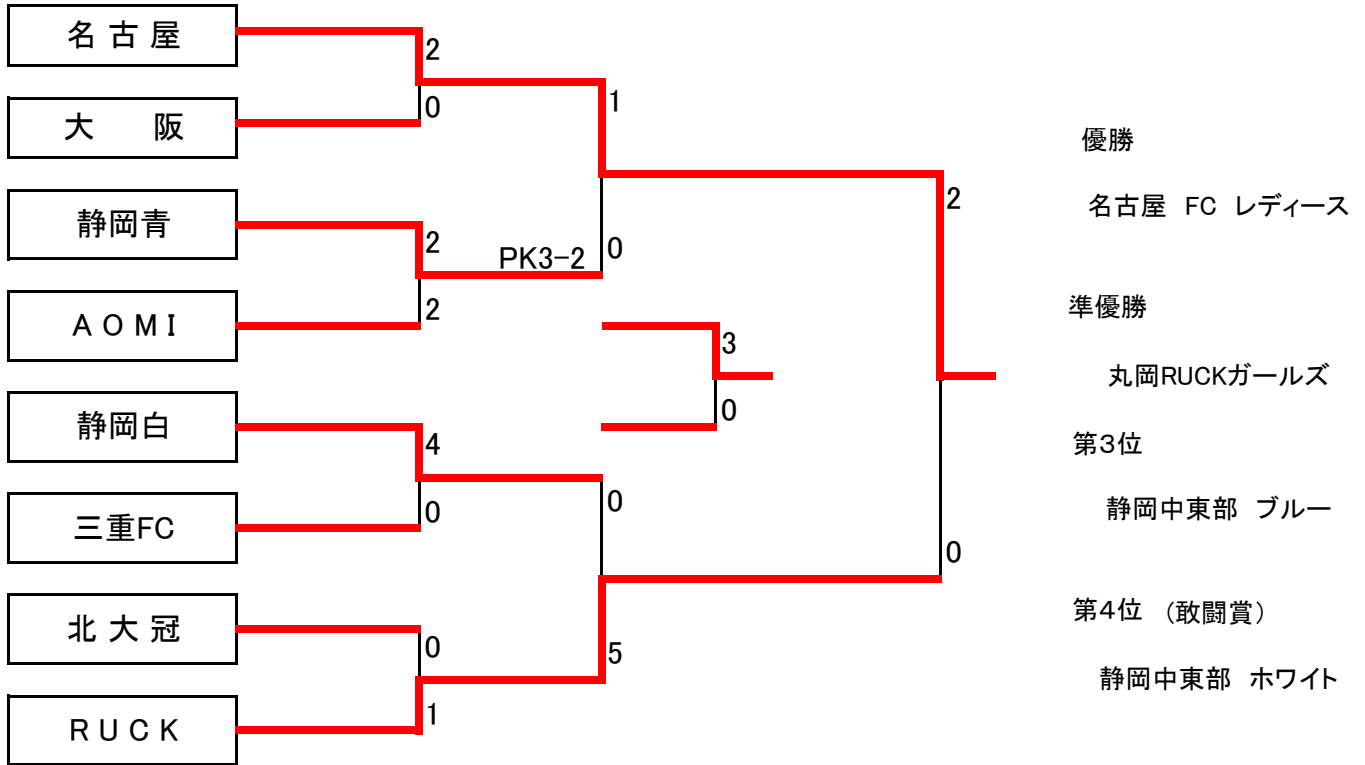 名古屋
2
0
大　阪
1
優勝
名古屋 FC レディース
2
静岡青
2
PK3-2
0
2
AOMI
準優勝
3
丸岡RUCKガールズ
0
静岡白
4
第3位
0
0
静岡中東部 ブルー
三重FC
0
第4位 (敢闘賞)
北大冠
0
5
静岡中東部 ホワイト
1
RUCK